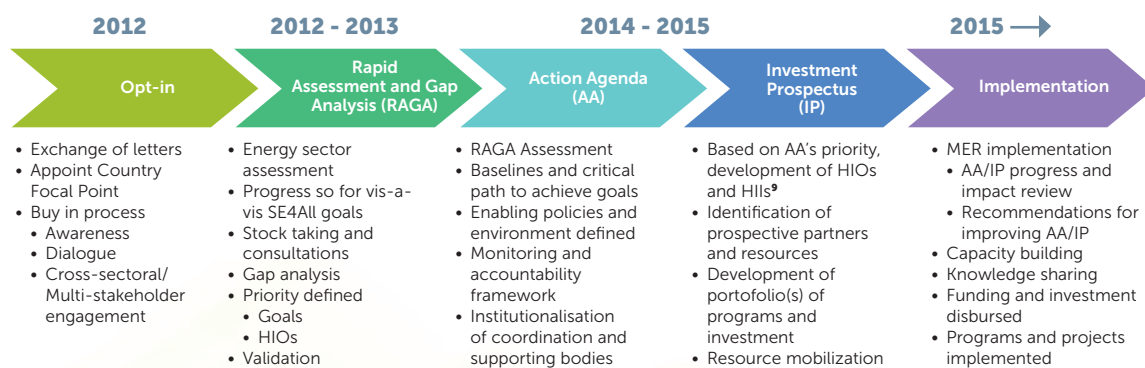 2012
2012 - 2013
2014 - 2015
2015
Opt-in
Rapid
Assessment and Gap
Analysis (RAGA)
Action Agenda
(AA)
Investment
Prospectus
(IP)
Implementation
• Exchange of letters
• Appoint Country
Focal Point
• Buy in process
• Awareness
• Dialogue
• Cross-sectoral/
Multi-stakeholder
engagement
• Energy sector
assessment
• Progress so for vis-a-
vis SE4All goals
• Stock taking and
consultations
• Gap analysis
• Priority defined
• Goals
• HIOs
• Validation
• RAGA Assessment
• Baselines and critical
path to achieve goals
• Enabling policies and
environment defined
• Monitoring and
accountability
framework
• Institutionalisation
of coordination and
supporting bodies
• Based on AA's priority,
development of HIOs
and HIIs⁹
• Identification of
prospective partners
and resources
• Development of
portofolio(s) of
programs and
investment
• Resource mobilization
• MER implementation
• AA/IP progress and
impact review
• Recommendations for
improving AA/IP
• Capacity building
• Knowledge sharing
• Funding and investment
disbursed
• Programs and projects
implemented